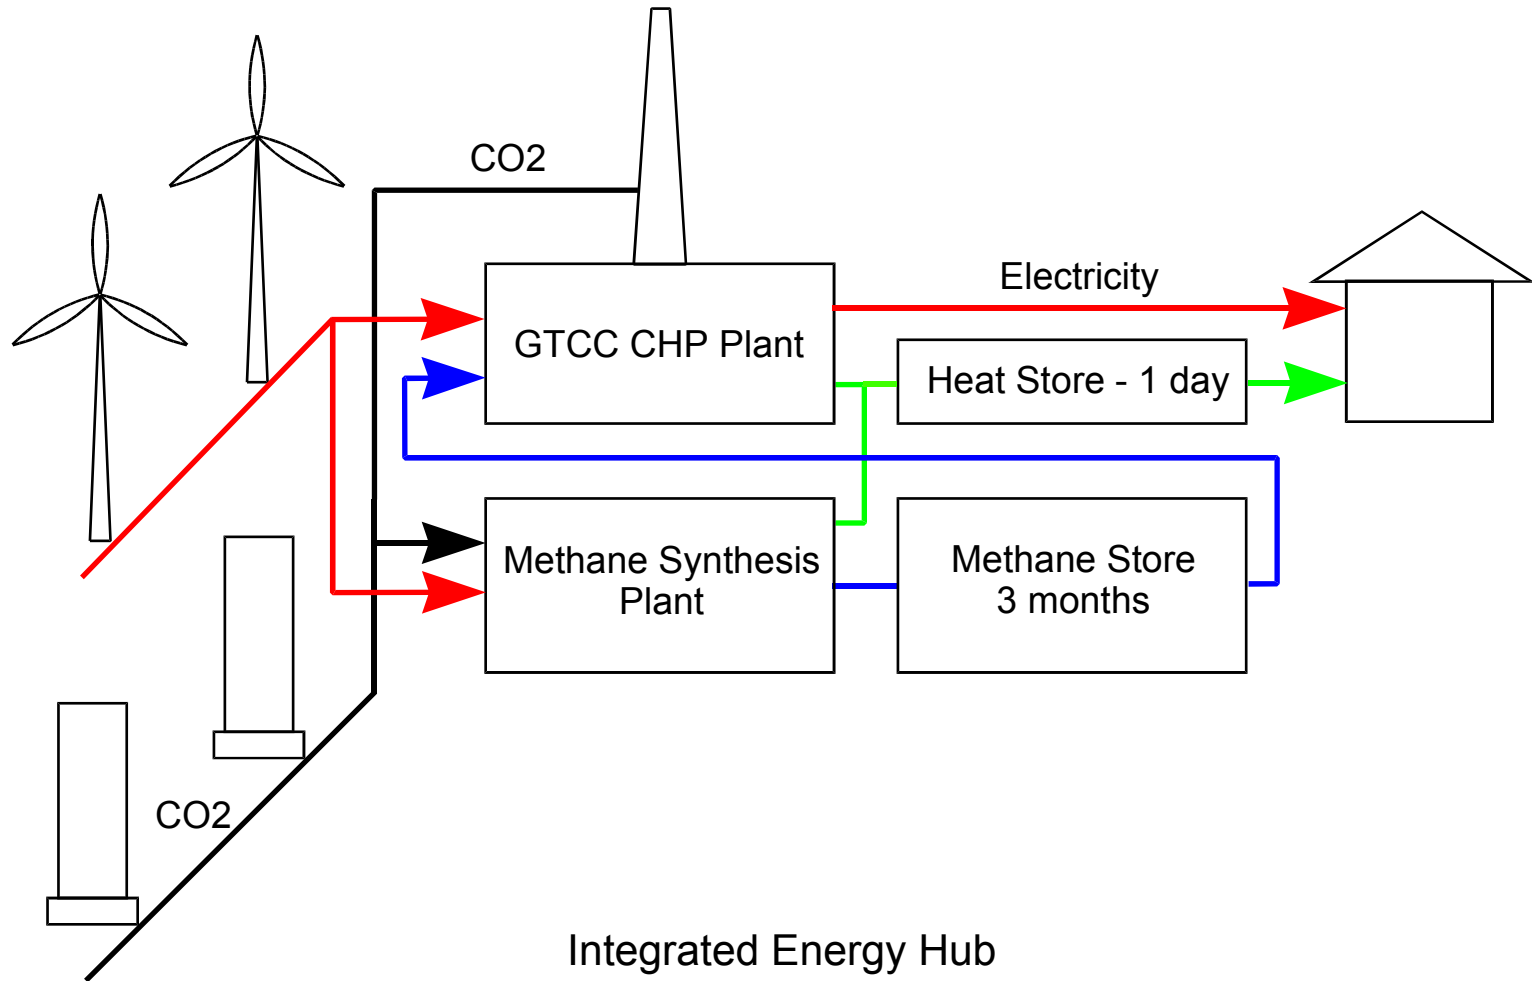 CO2
Electricity
GTCC CHP Plant
Heat Store - 1 day
Methane Synthesis
Plant
Methane Store
3 months
CO2
Integrated Energy Hub